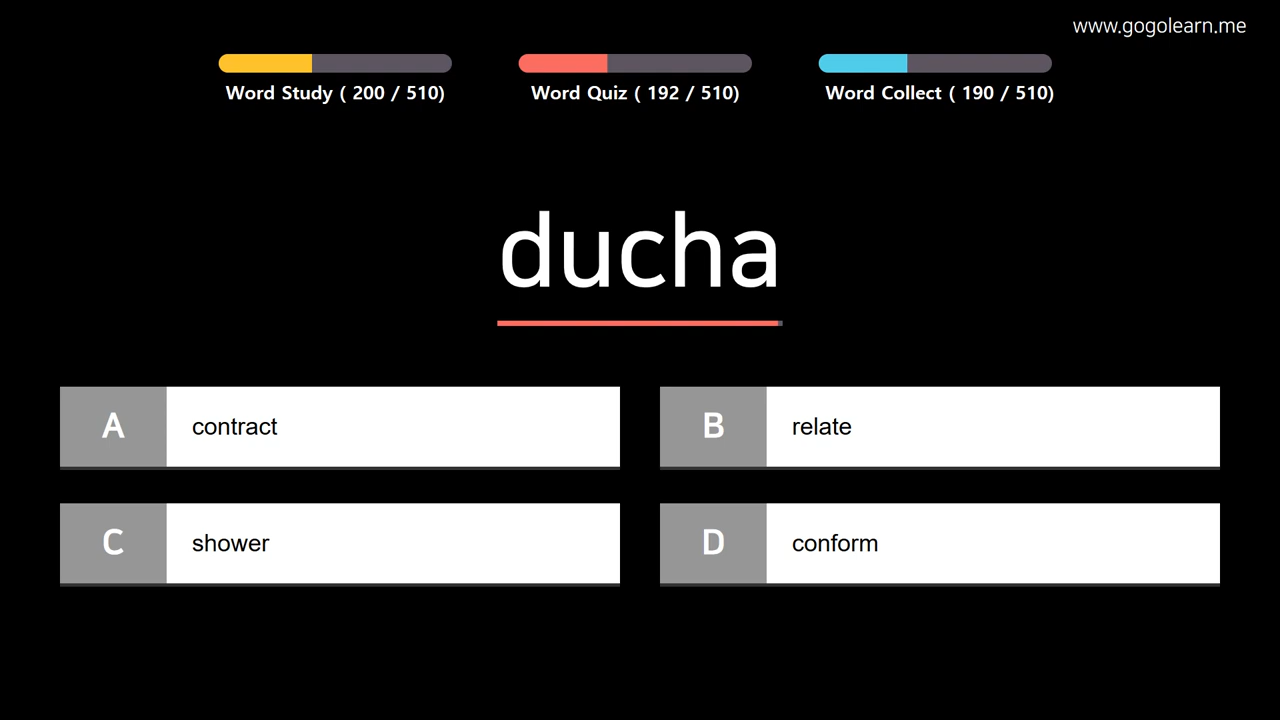 www.gogolearn.me
Word Study ( 200 / 510)
Word Quiz ( 192 / 510)
Word Collect ( 190 / 510)
ducha
A contract
B relate
C shower
D conform